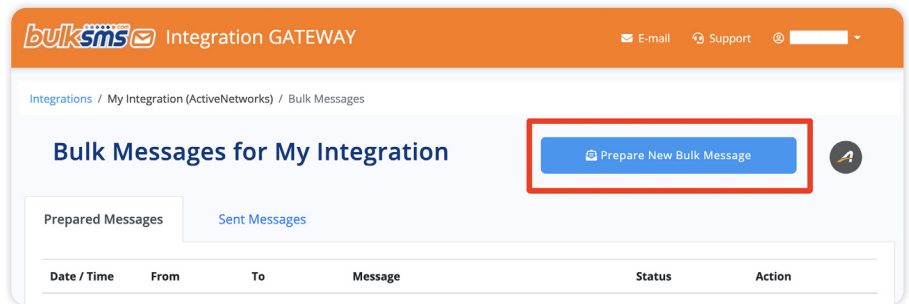 bulksms Integration GATEWAY E-mail Support
Integrations / My Integration (ActiveNetworks) / Bulk Messages
Bulk Messages for My Integration Prepare New Bulk Message
Prepared Messages Sent Messages
Date / Time From To Message Status Action